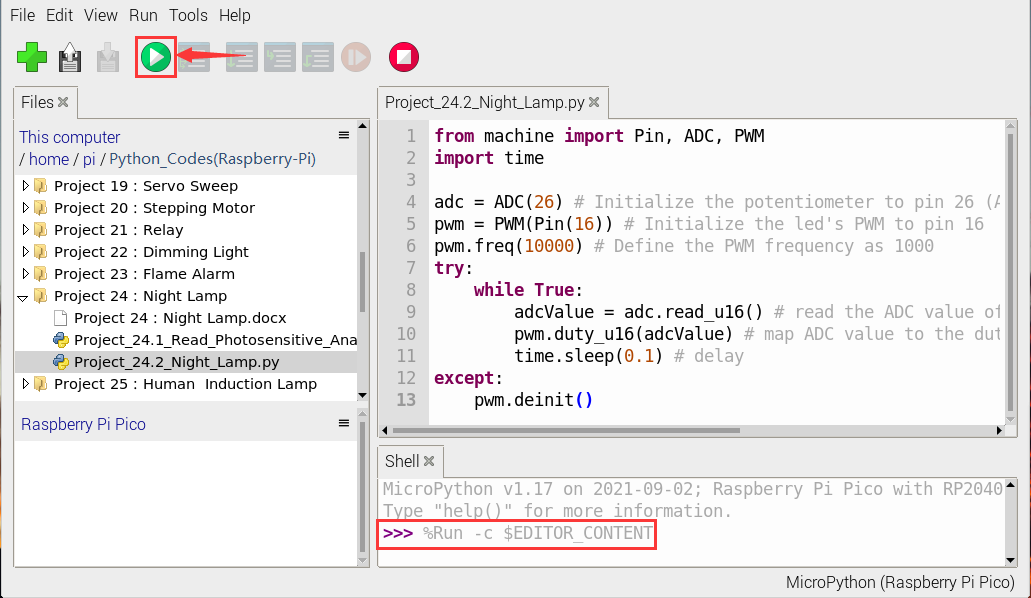 File Edit View Run Tools Help
Files
This computer
/ home / pi / Python_Codes(Raspberry-Pi)
Project 19 : Servo Sweep
Project 20 : Stepping Motor
Project 21 : Relay
Project 22 : Dimming Light
Project 23 : Flame Alarm
Project 24 : Night Lamp
Project 24 : Night Lamp.docx
Project_24.1_Read_Photosensitive_Ana
Project_24.2_Night_Lamp.py
Project 25 : Human  Induction Lamp
Raspberry Pi Pico
Project_24.2_Night_Lamp.py
1 from machine import Pin, ADC, PWM
2 import time
3
4 adc = ADC(26) # Initialize the potentiometer to pin 26 (A
5 pwm = PWM(Pin(16)) # Initialize the led's PWM to pin 16
6 pwm.freq(10000) # Define the PWM frequency as 1000
7 try:
8     while True:
9         adcValue = adc.read_u16() # read the ADC value of
10         pwm.duty_u16(adcValue) # map ADC value to the dut
11         time.sleep(0.1) # delay
12 except:
13     pwm.deinit()
Shell
MicroPython v1.17 on 2021-09-02; Raspberry Pi Pico with RP2040
Type "help()" for more information.
>>> %Run -c $EDITOR_CONTENT
MicroPython (Raspberry Pi Pico)